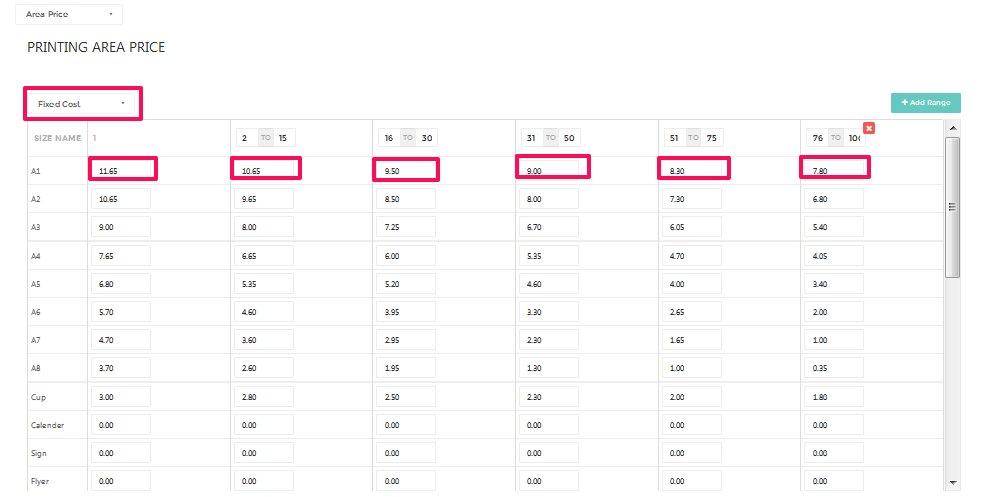 Area Price
PRINTING AREA PRICE
Fixed Cost
+ Add Range
SIZE NAME 1 2 TO 15 16 TO 30 31 TO 50 51 TO 75 76 TO 100
A1 11.65 10.65 9.50 9.00 8.30 7.80
A2 10.65 9.65 8.50 8.00 7.30 6.80
A3 9.00 8.00 7.25 6.70 6.05 5.40
A4 7.65 6.65 6.00 5.35 4.70 4.05
A5 6.80 5.35 5.20 4.60 4.00 3.40
A6 5.70 4.60 3.95 3.30 2.65 2.00
A7 4.70 3.60 2.95 2.30 1.65 1.00
A8 3.70 2.60 1.95 1.30 1.00 0.35
Cup 3.00 2.80 2.50 2.30 2.00 1.80
Calender 0.00 0.00 0.00 0.00 0.00 0.00
Sign 0.00 0.00 0.00 0.00 0.00 0.00
Flyer 0.00 0.00 0.00 0.00 0.00 0.00